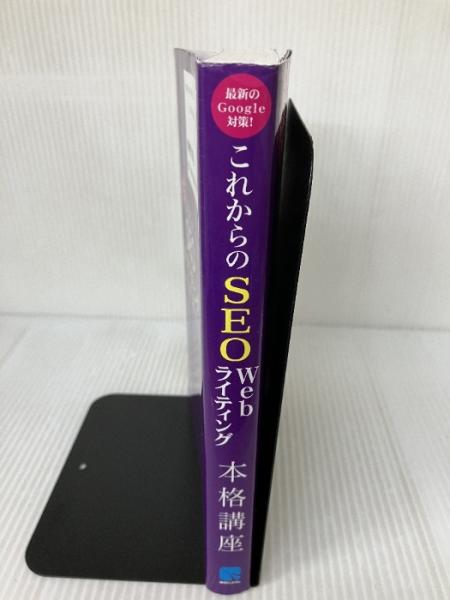 最新の
Google
対策!
これからの
SEO
Web
ライティング
本格講座